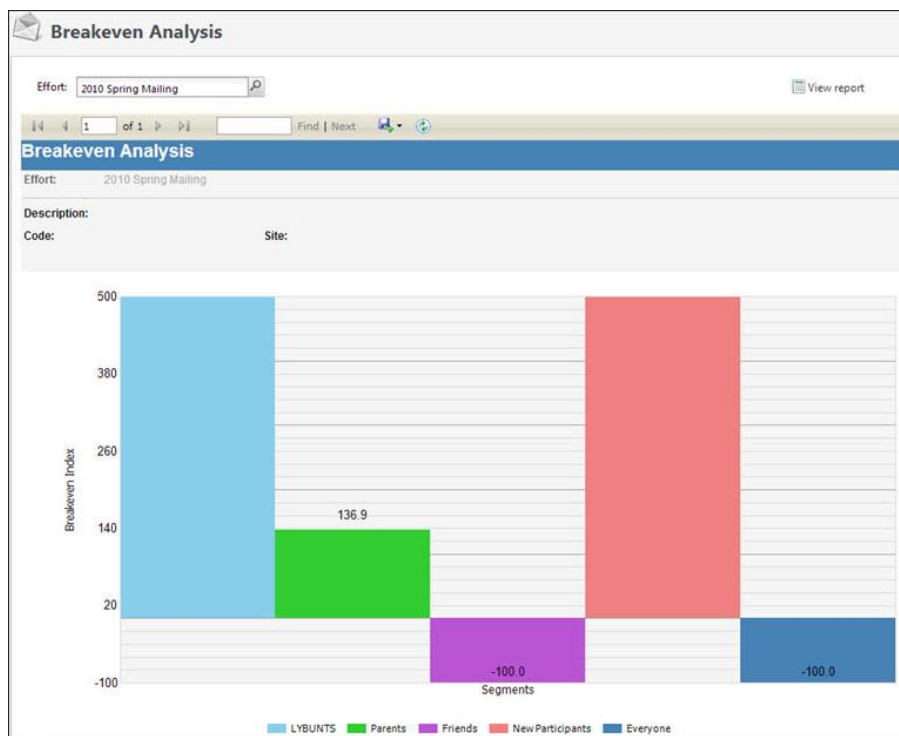 Breakeven Analysis
Effort: 2010 Spring Mailing View report
1 of 1 Find | Next
Breakeven Analysis
Effort: 2010 Spring Mailing
Description:
Code: Site:
500
380
260
140
20
-100
Breakeven Index
136.9
-100.0 -100.0
Segments
LYBUNTS Parents Friends New Participants Everyone